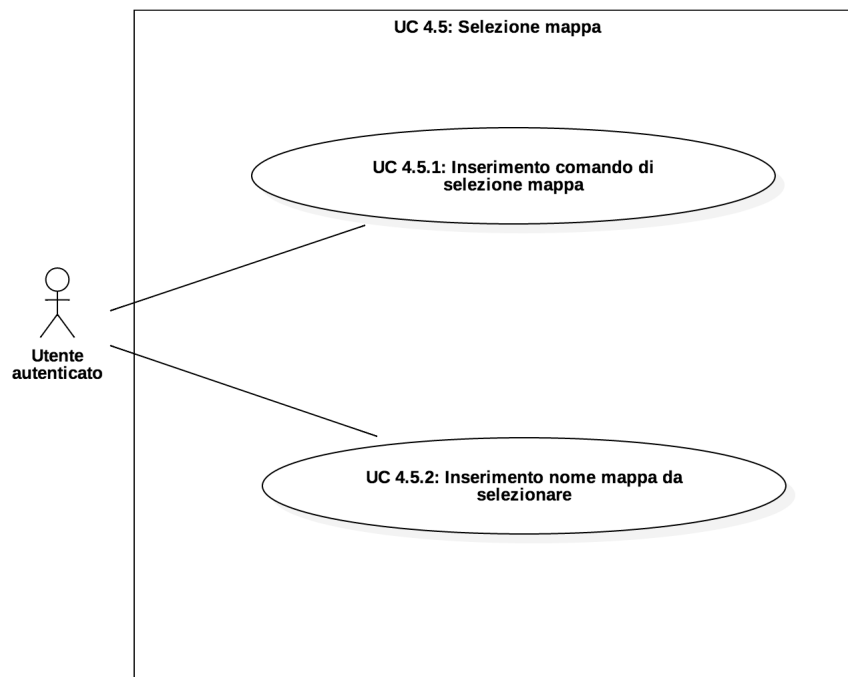 UC 4.5: Selezione mappa
UC 4.5.1: Inserimento comando di
selezione mappa
Utente
autenticato
UC 4.5.2: Inserimento nome mappa da
selezionare